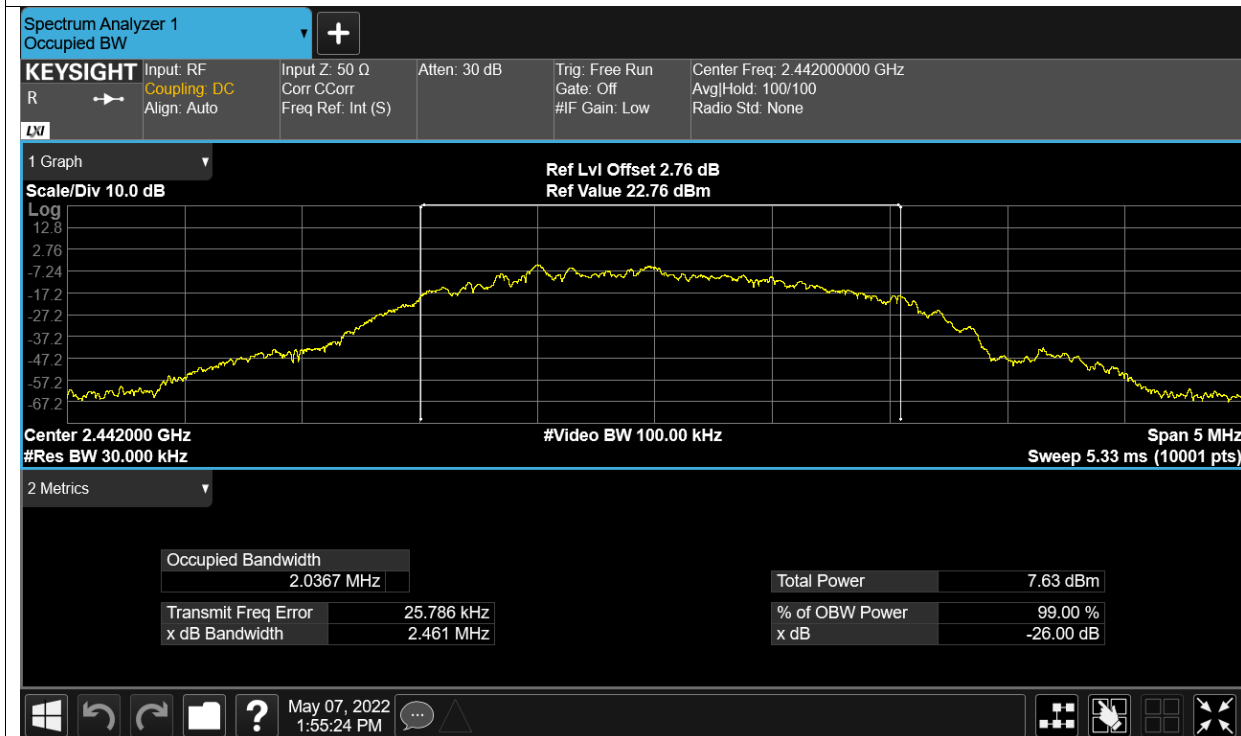 Spectrum Analyzer 1
Occupied BW
+
KEYSIGHT
R
LXI
Input: RF
Coupling: DC
Align: Auto
Input Z: 50 Ω
Corr CCorr
Freq Ref: Int (S)
Atten: 30 dB
Trig: Free Run
Gate: Off
#IF Gain: Low
Center Freq: 2.442000000 GHz
Avg|Hold: 100/100
Radio Std: None
1 Graph
Scale/Div 10.0 dB
Ref Lvl Offset 2.76 dB
Ref Value 22.76 dBm
Log
12.8
2.76
-7.24
-17.2
-27.2
-37.2
-47.2
-57.2
-67.2
Center 2.442000 GHz
#Video BW 100.00 kHz
Span 5 MHz
#Res BW 30.000 kHz
Sweep 5.33 ms (10001 pts)
2 Metrics
Occupied Bandwidth
2.0367 MHz
Total Power 7.63 dBm
Transmit Freq Error 25.786 kHz
% of OBW Power 99.00 %
x dB Bandwidth 2.461 MHz
x dB -26.00 dB
?
May 07, 2022
1:55:24 PM